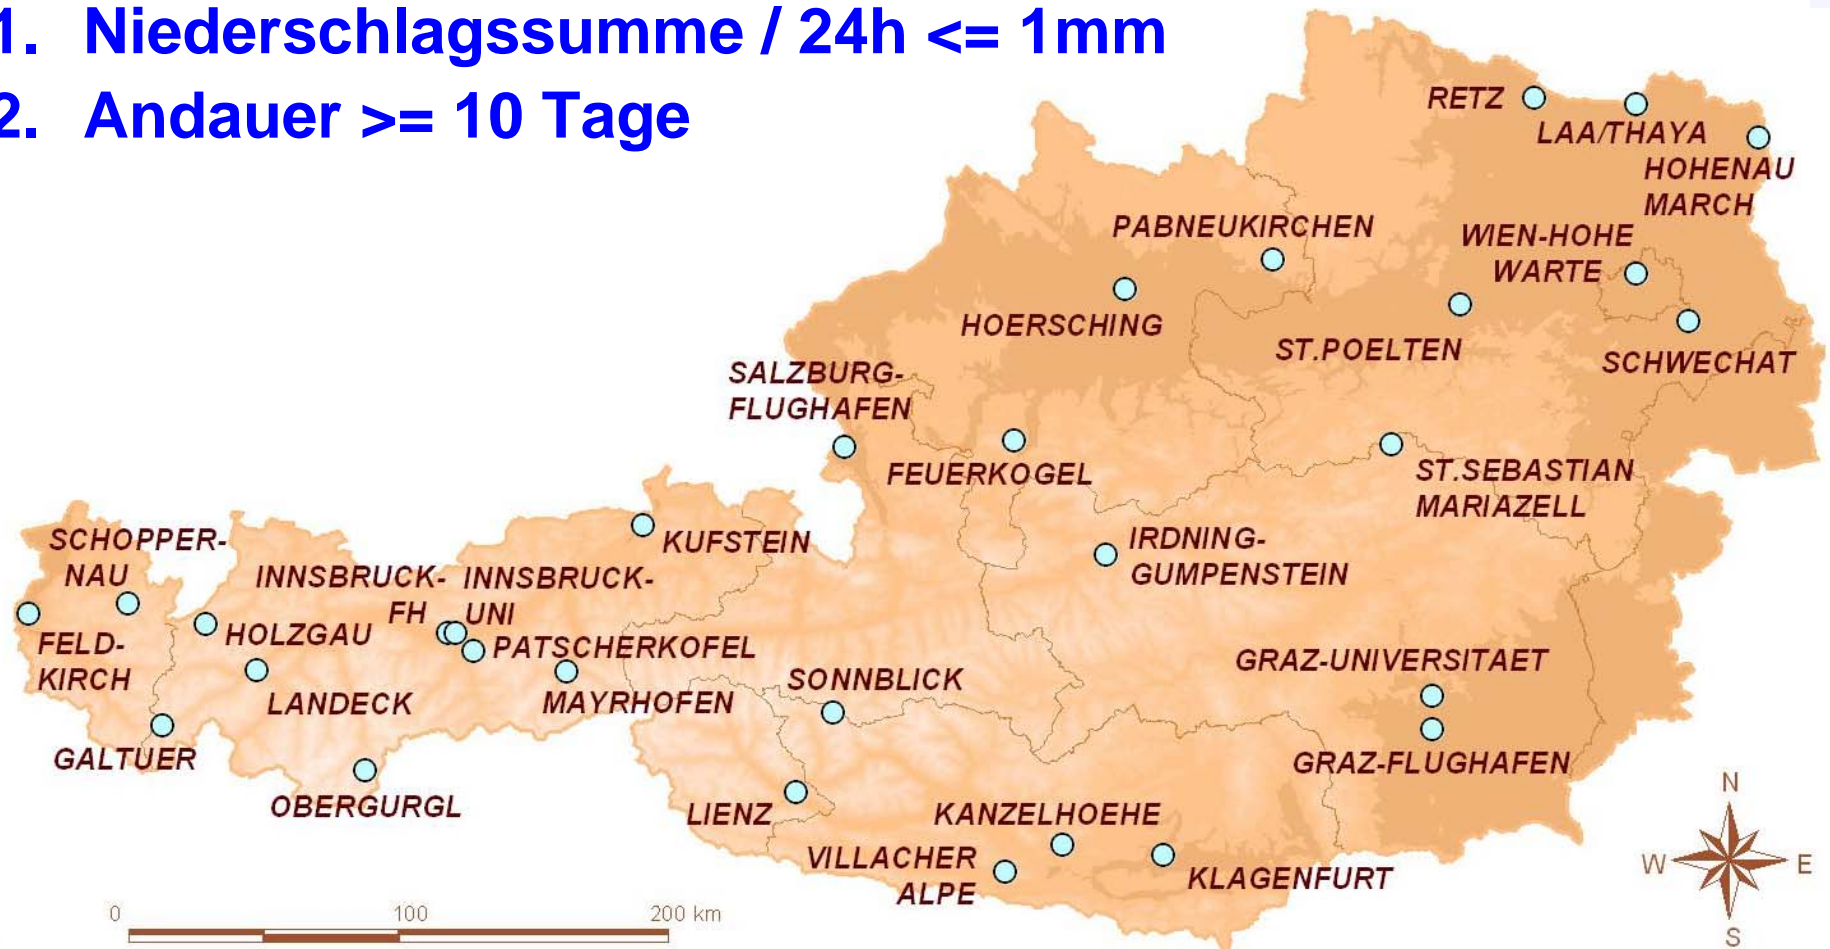 1. Niederschlagssumme / 24h <= 1mm
2. Andauer >= 10 Tage
RETZ
LAA/THAYA
HOHENAU
MARCH
PABNEUKIRCHEN
WIEN-HOHE
WARTE
HOERSCHING
ST.POELTEN
SCHWECHAT
SALZBURG-
FLUGHAFEN
FEUERKOGEL
ST.SEBASTIAN
MARIAZELL
KUFSTEIN
IRDNING-
GUMPENSTEIN
SCHOPPER-
NAU
INNSBRUCK-
FH
INNSBRUCK-
UNI
FELD-
KIRCH
HOLZGAU
PATSCHERKOFEL
LANDECK
MAYRHOFEN
SONNBLICK
GRAZ-UNIVERSITAET
GALTUER
GRAZ-FLUGHAFEN
OBERGURGL
LIENZ
KANZELHOEHE
VILLACHER
ALPE
KLAGENFURT
N
W
E
S
0
100
200 km